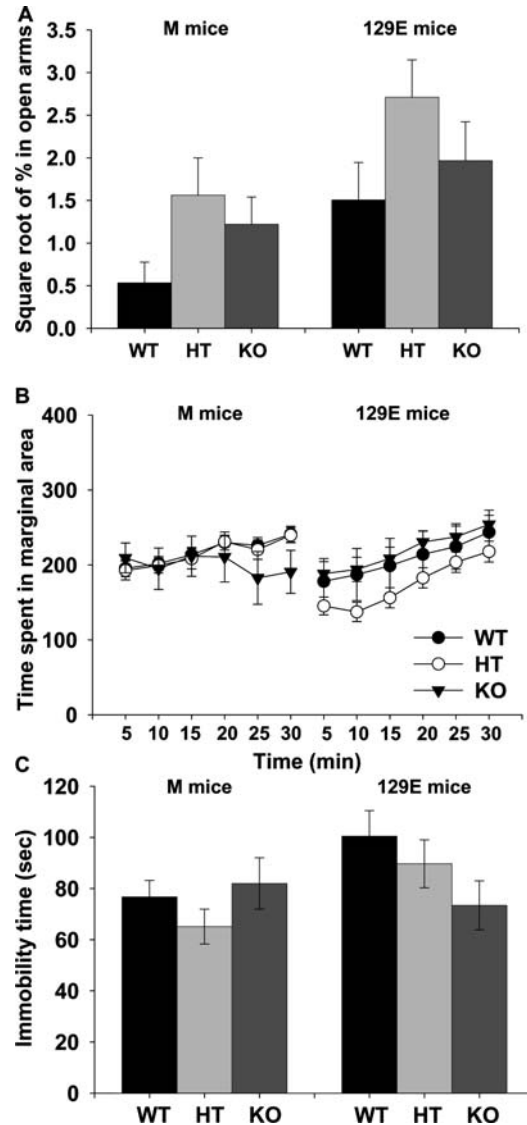 A
M mice 129E mice
Square root of % in open arms
3.5
3.0
2.5
2.0
1.5
1.0
0.5
0.0
WT HT KO WT HT KO
B
M mice 129E mice
Time spent in marginal area
400
300
200
100
0
WT
HT
KO
5 10 15 20 25 30 5 10 15 20 25 30
Time (min)
C
M mice 129E mice
Immobility time (sec)
120
100
80
60
40
20
0
WT HT KO WT HT KO